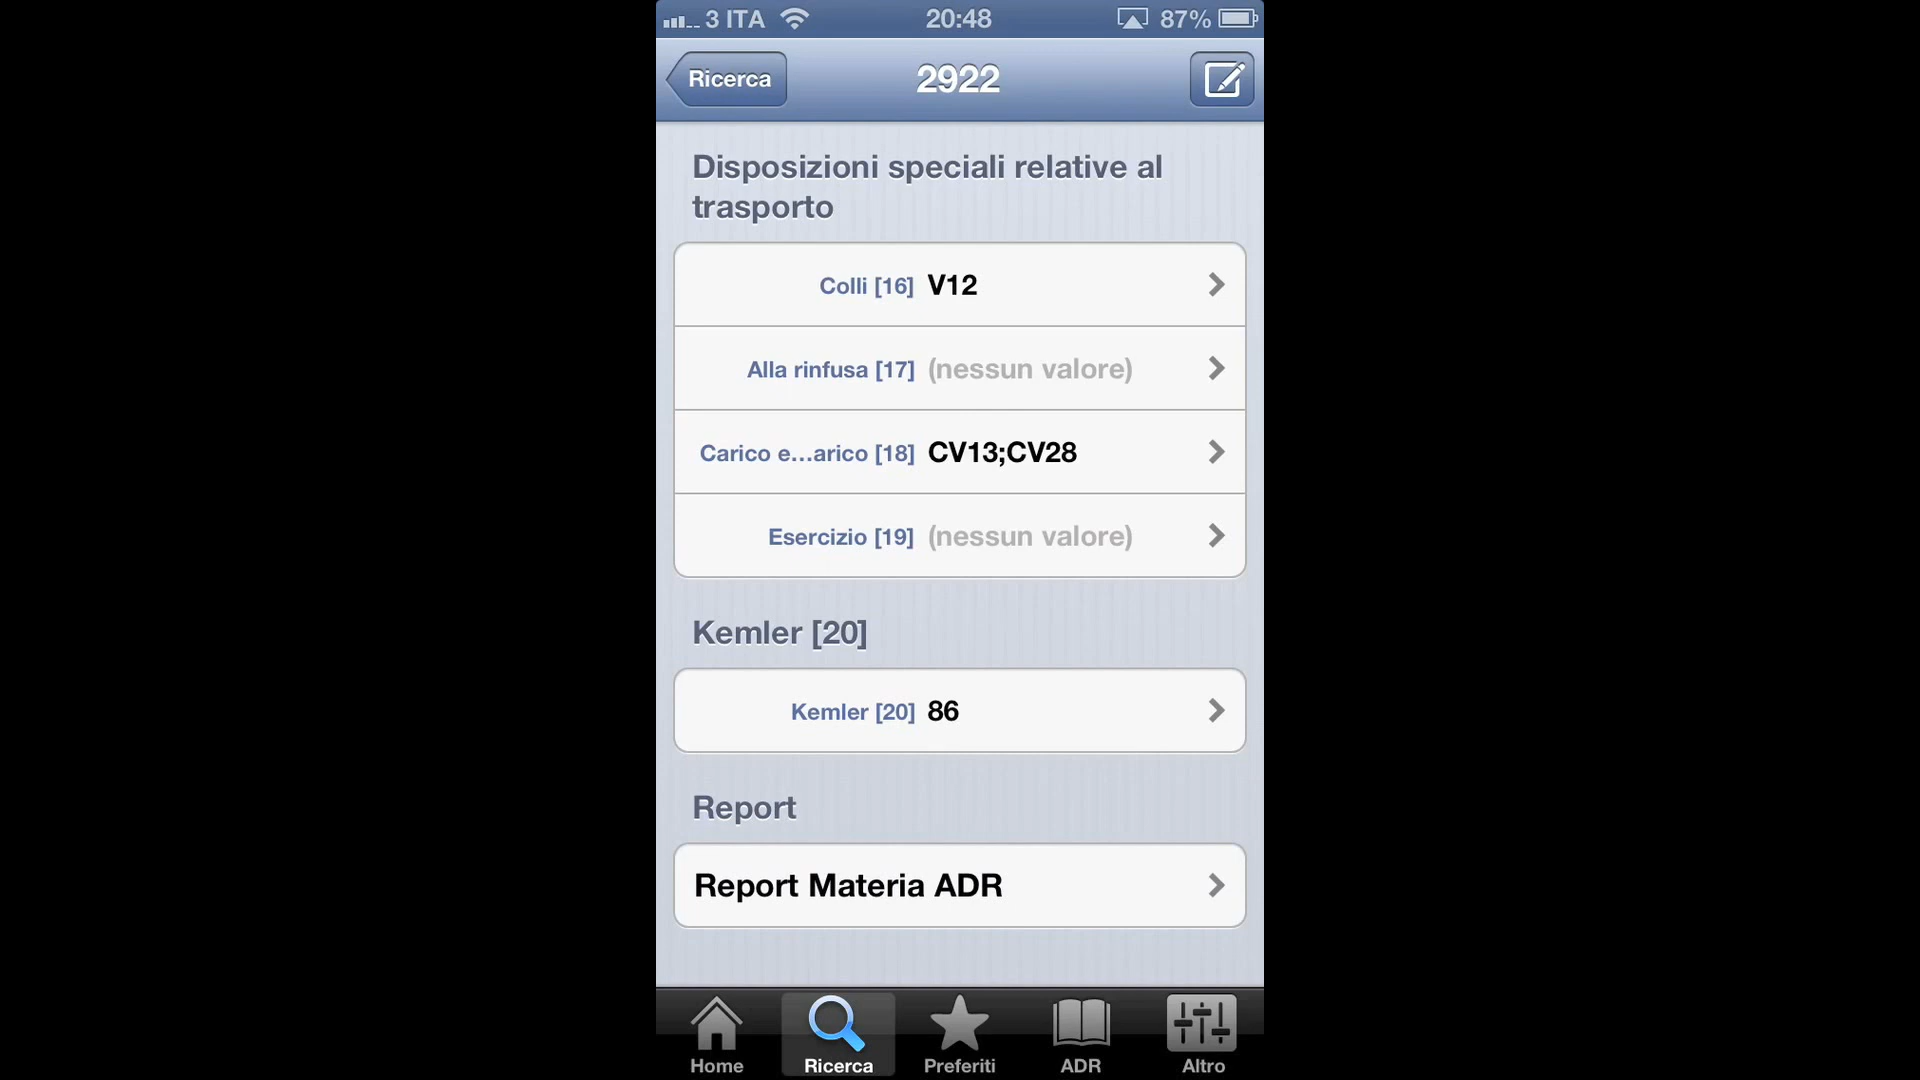 3 ITA 20:48 87%
Ricerca 2922
Disposizioni speciali relative al
trasporto
Colli [16] V12
Alla rinfusa [17] (nessun valore)
Carico e...arico [18] CV13;CV28
Esercizio [19] (nessun valore)
Kemler [20]
Kemler [20] 86
Report
Report Materia ADR
Home Ricerca Preferiti ADR Altro